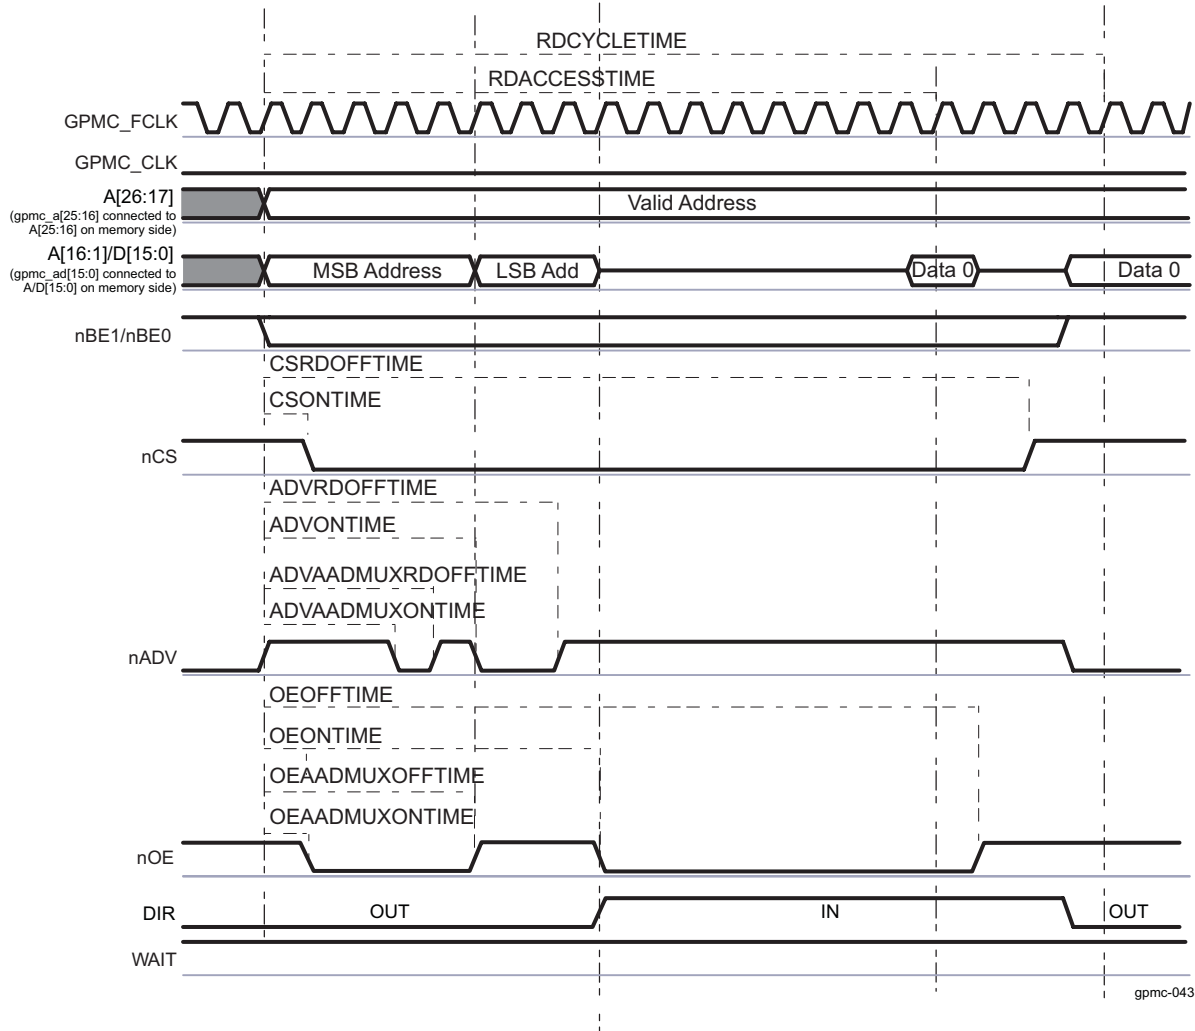 RDCYCLETIME
RDACCESSTIME
GPMC_FCLK
GPMC_CLK
A[26:17]
(gpmc_a[25:16] connected to
A[25:16] on memory side)
Valid Address
A[16:1]/D[15:0]
(gpmc_ad[15:0] connected to
A/D[15:0] on memory side)
MSB Address
LSB Add
Data 0
Data 0
nBE1/nBE0
CSRDOFFTIME
CSONTIME
nCS
ADVRDOFFTIME
ADVONTIME
ADVAADMUXRDOFFTIME
ADVAADMUXONTIME
nADV
OEOFFTIME
OEONTIME
OEAADMUXOFFTIME
OEAADMUXONTIME
nOE
DIR
OUT
IN
OUT
WAIT
gpmc-043